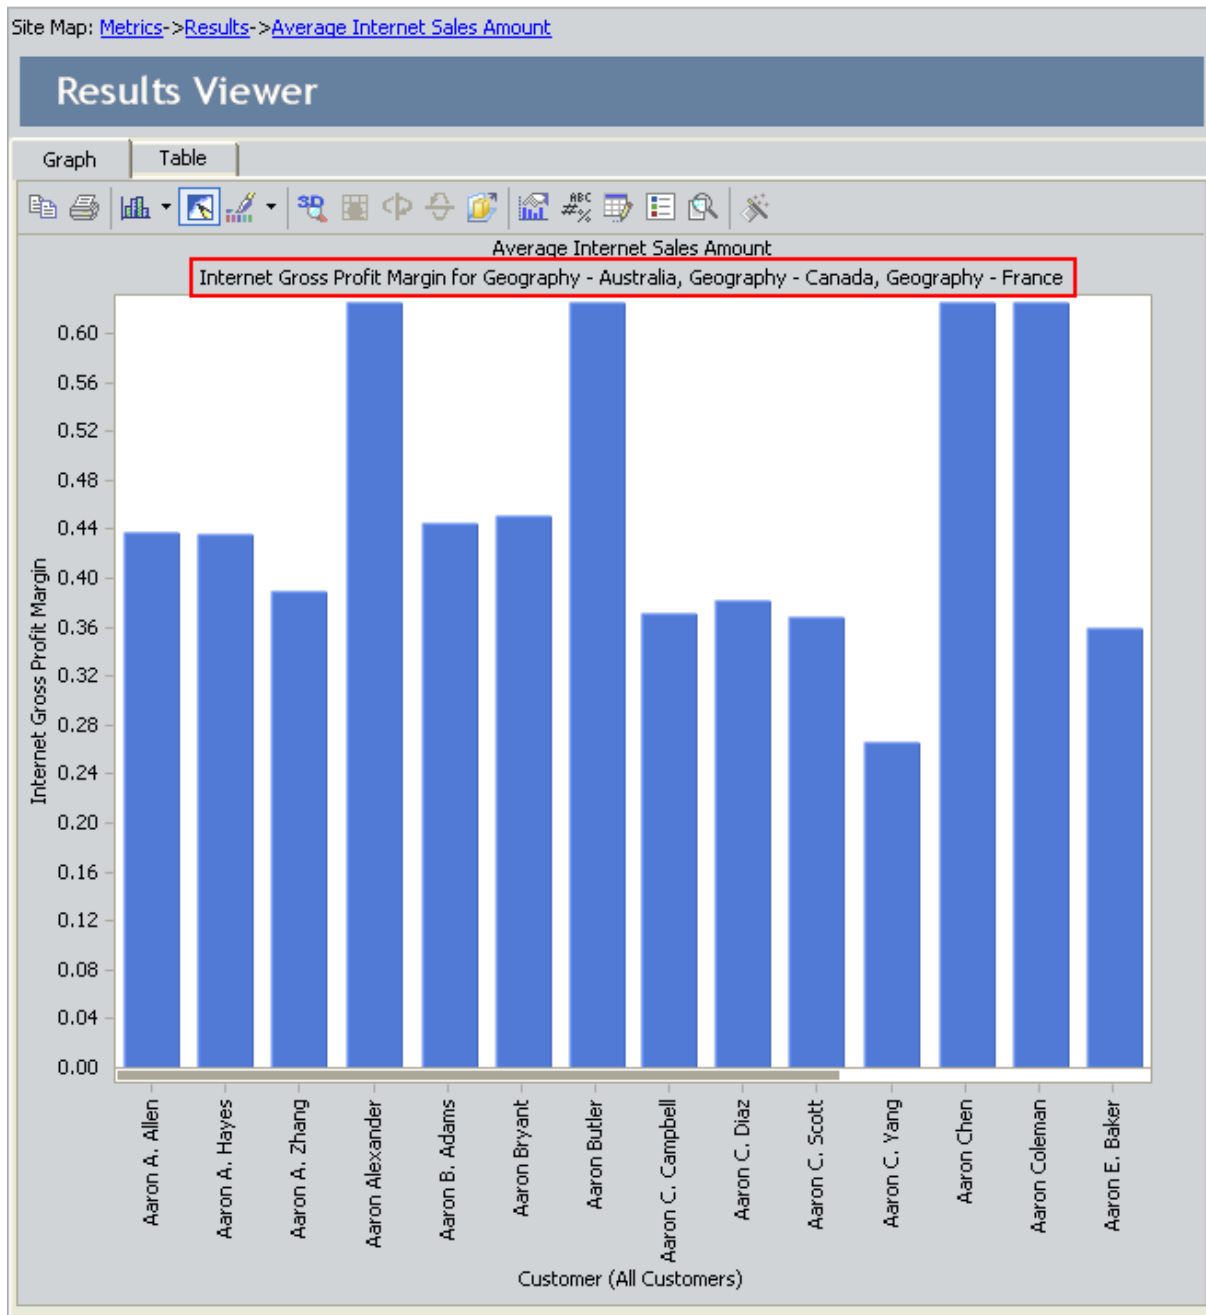 Site Map: Metrics->Results->Average Internet Sales Amount
Results Viewer
Graph Table
3D ABC #%
Average Internet Sales Amount
Internet Gross Profit Margin for Geography - Australia, Geography - Canada, Geography - France
Internet Gross Profit Margin
0.60
0.56
0.52
0.48
0.44
0.40
0.36
0.32
0.28
0.24
0.20
0.16
0.12
0.08
0.04
0.00
Aaron A. Allen
Aaron A. Hayes
Aaron A. Zhang
Aaron Alexander
Aaron B. Adams
Aaron Bryant
Aaron Butler
Aaron C. Campbell
Aaron C. Diaz
Aaron C. Scott
Aaron C. Yang
Aaron Chen
Aaron Coleman
Aaron E. Baker
Customer (All Customers)